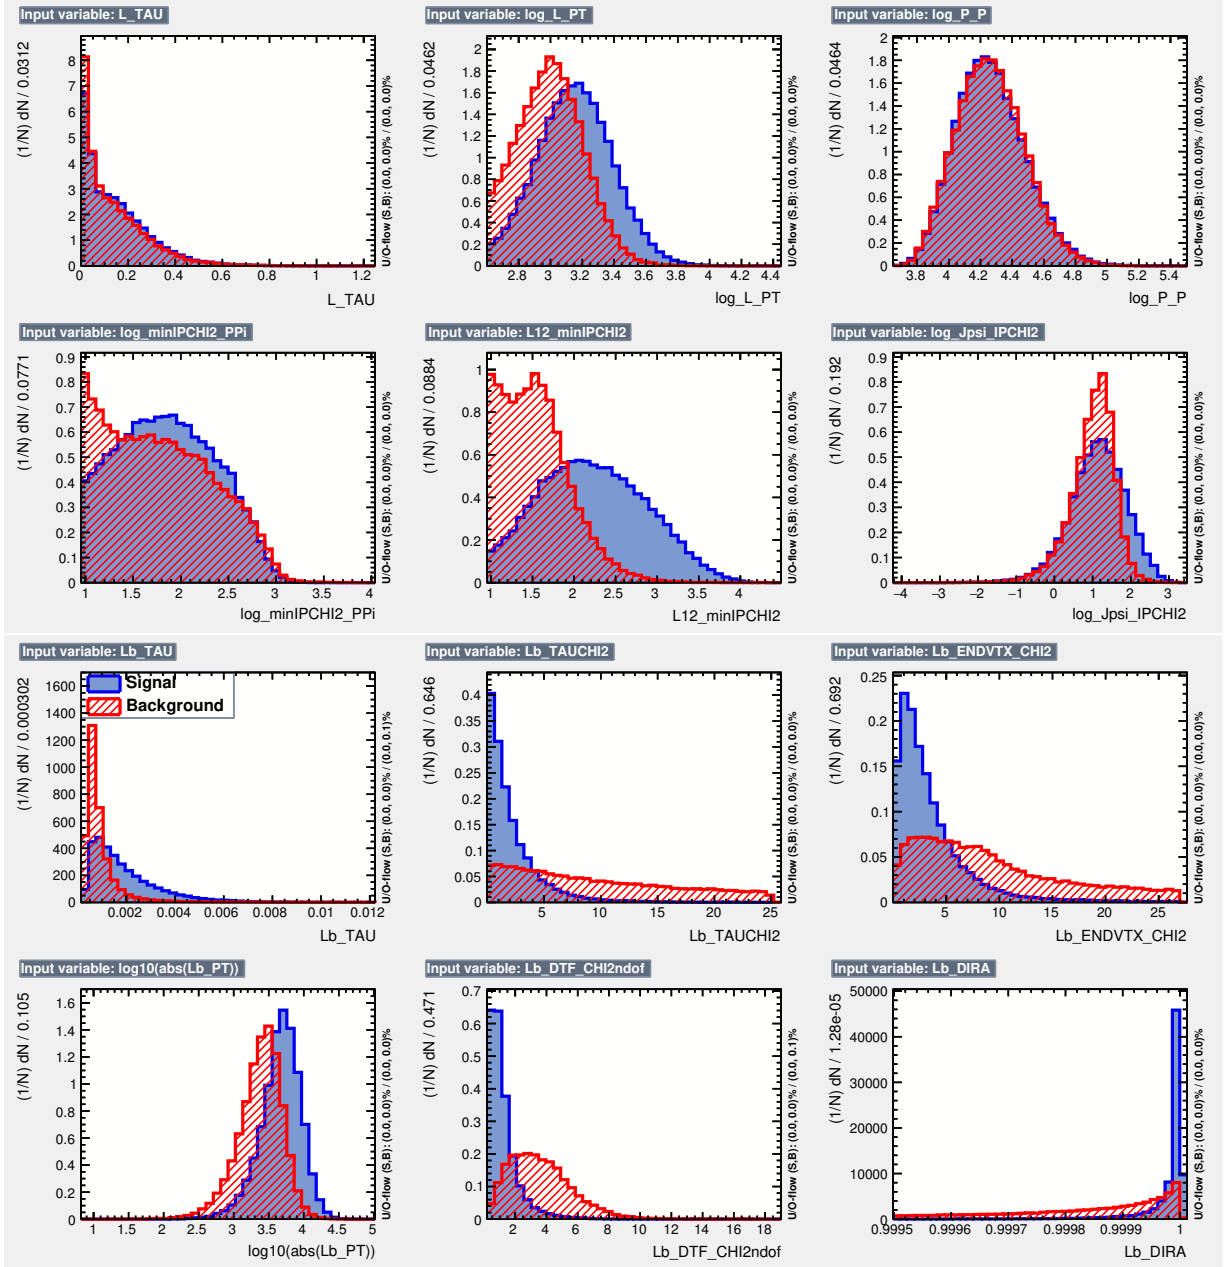 Input variable: L_TAU
(1/N) dN / 0.0312
8
7
6
5
4
3
2
1
0
0 0.2 0.4 0.6 0.8 1 1.2
L_TAU
U/O-flow (S,B): (0.0, 0.0)% / (0.0, 0.0)%
Input variable: log_L_PT
(1/N) dN / 0.0462
2
1.8
1.6
1.4
1.2
1
0.8
0.6
0.4
0.2
0
2.8 3 3.2 3.4 3.6 3.8 4 4.2 4.4
log_L_PT
U/O-flow (S,B): (0.0, 0.0)% / (0.0, 0.0)%
Input variable: log_P_P
(1/N) dN / 0.0464
2
1.8
1.6
1.4
1.2
1
0.8
0.6
0.4
0.2
0
3.8 4 4.2 4.4 4.6 4.8 5 5.2 5.4
log_P_P
U/O-flow (S,B): (0.0, 0.0)% / (0.0, 0.0)%
Input variable: log_minIPCHI2_PPi
(1/N) dN / 0.0771
0.9
0.8
0.7
0.6
0.5
0.4
0.3
0.2
0.1
0
1 1.5 2 2.5 3 3.5 4
log_minIPCHI2_PPi
U/O-flow (S,B): (0.0, 0.0)% / (0.0, 0.0)%
Input variable: L12_minIPCHI2
(1/N) dN / 0.0884
1
0.8
0.6
0.4
0.2
0
1 1.5 2 2.5 3 3.5 4
L12_minIPCHI2
U/O-flow (S,B): (0.0, 0.0)% / (0.0, 0.0)%
Input variable: log_Jpsi_IPCHI2
(1/N) dN / 0.192
0.9
0.8
0.7
0.6
0.5
0.4
0.3
0.2
0.1
0
−4 −3 −2 −1 0 1 2 3
log_Jpsi_IPCHI2
U/O-flow (S,B): (0.0, 0.0)% / (0.0, 0.0)%
Input variable: Lb_TAU
(1/N) dN / 0.000302
Signal
Background
1600
1400
1200
1000
800
600
400
200
0
0.002 0.004 0.006 0.008 0.01 0.012
Lb_TAU
U/O-flow (S,B): (0.0, 0.0)% / (0.0, 0.1)%
Input variable: Lb_TAUCHI2
(1/N) dN / 0.646
0.4
0.35
0.3
0.25
0.2
0.15
0.1
0.05
0
5 10 15 20 25
Lb_TAUCHI2
U/O-flow (S,B): (0.0, 0.0)% / (0.0, 0.0)%
Input variable: Lb_ENDVTX_CHI2
(1/N) dN / 0.692
0.25
0.2
0.15
0.1
0.05
0
5 10 15 20 25
Lb_ENDVTX_CHI2
U/O-flow (S,B): (0.0, 0.0)% / (0.0, 0.0)%
Input variable: log10(abs(Lb_PT))
(1/N) dN / 0.105
1.6
1.4
1.2
1
0.8
0.6
0.4
0.2
0
1 1.5 2 2.5 3 3.5 4 4.5 5
log10(abs(Lb_PT))
U/O-flow (S,B): (0.0, 0.0)% / (0.0, 0.0)%
Input variable: Lb_DTF_CHI2ndof
(1/N) dN / 0.471
0.7
0.6
0.5
0.4
0.3
0.2
0.1
0
2 4 6 8 10 12 14 16 18
Lb_DTF_CHI2ndof
U/O-flow (S,B): (0.0, 0.0)% / (0.0, 0.1)%
Input variable: Lb_DIRA
(1/N) dN / 1.28e-05
50000
40000
30000
20000
10000
0
0.9995 0.9996 0.9997 0.9998 0.9999 1
Lb_DIRA
U/O-flow (S,B): (0.0, 0.0)% / (0.0, 0.0)%